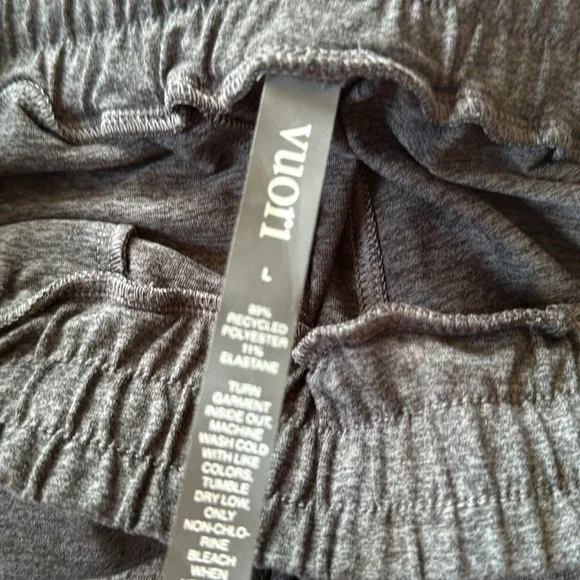 vuori
L
89%
RECYCLED
POLYESTER
11%
ELASTANE
TURN
GARMENT
INSIDE OUT,
MACHINE
WASH COLD
WITH LIKE
COLORS,
TUMBLE
DRY LOW,
ONLY
NON-CHLO-
RINE
BLEACH
WHEN